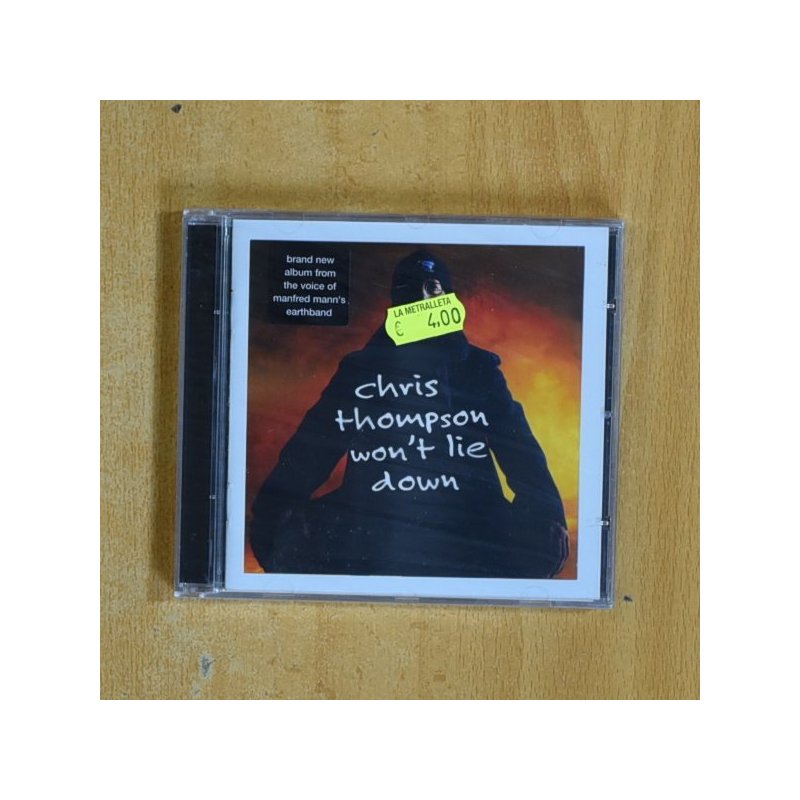 brand new
album from
the voice of
manfred mann's
earthband
LA METRALLETA
€ 4,00
chris
thompson
won't lie
down